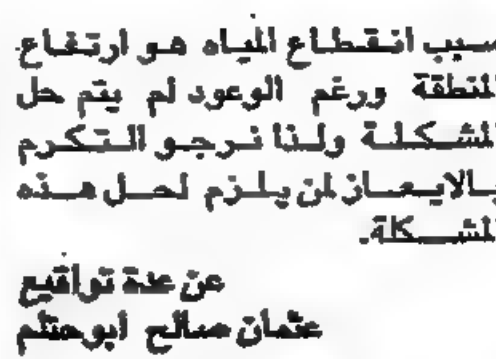 سبب انقطاع المياه هو ارتفاع
المنطقة ورغم الوعود لم يتم حل
المشكلة ولذا نرجو التكرم
بالايعاز لمن يلزم لحل هذه
المشكلة.
عن عدة تواقيع
عثمان صالح ابوحتلم